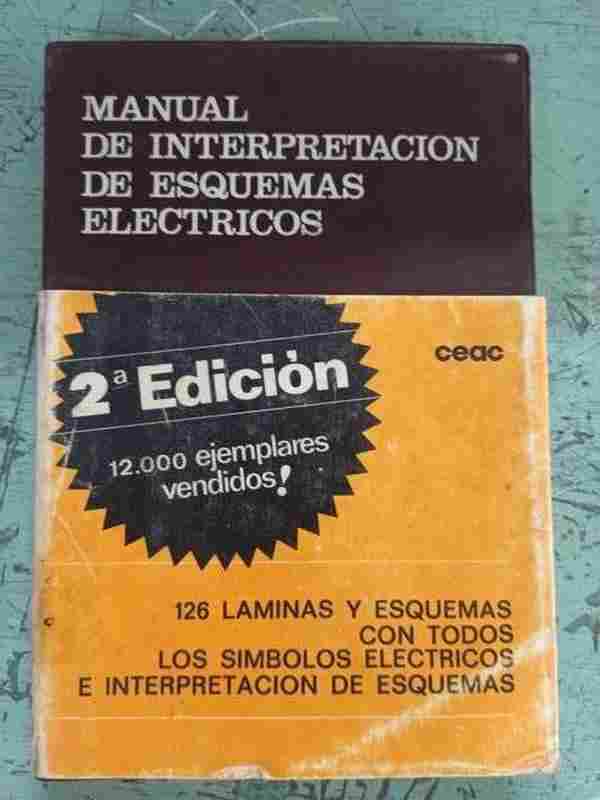 MANUAL
DE INTERPRETACION
DE ESQUEMAS
ELECTRICOS
ceac
2ª Edición
12.000 ejemplares
vendidos!
126 LAMINAS Y ESQUEMAS
CON TODOS
LOS SIMBOLOS ELECTRICOS
E INTERPRETACION DE ESQUEMAS